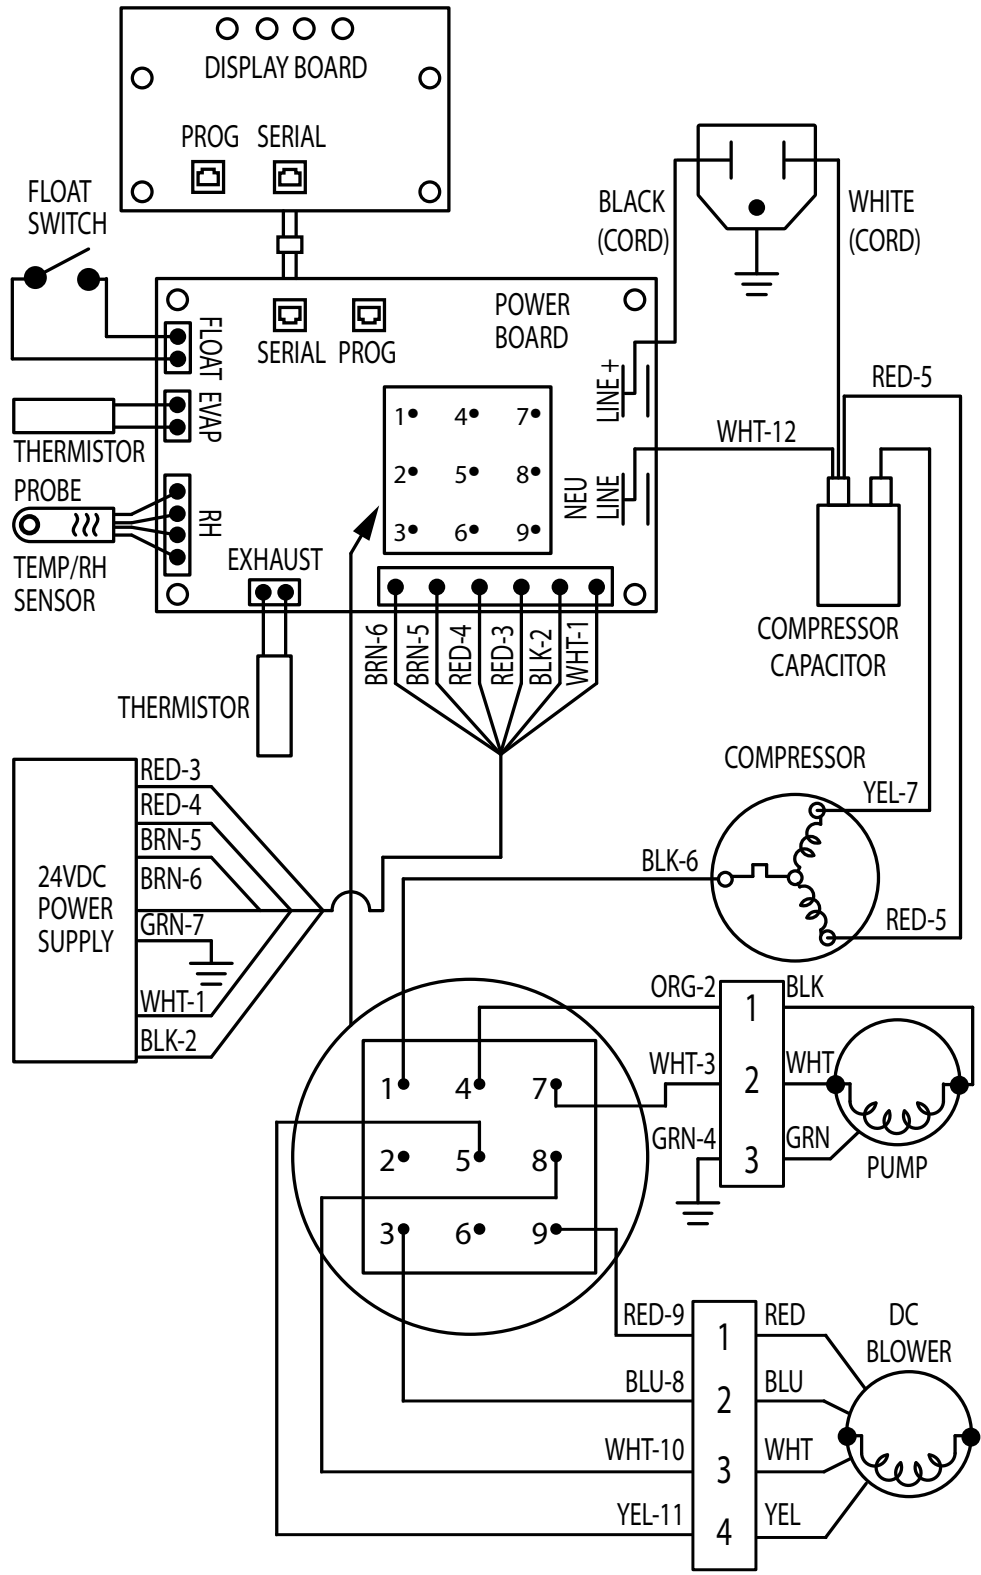 DISPLAY BOARD
PROG SERIAL
FLOAT
SWITCH
BLACK
(CORD)
WHITE
(CORD)
POWER
BOARD
SERIAL PROG
FLOAT
EVAP
RH
THERMISTOR
PROBE
TEMP/RH
SENSOR
EXHAUST
THERMISTOR
1 4 7
2 5 8
3 6 9
LINE +
NEU
LINE
WHT-12
RED-5
COMPRESSOR
CAPACITOR
BRN-6
BRN-5
RED-4
RED-3
BLK-2
WHT-1
COMPRESSOR
YEL-7
BLK-6
RED-5
24VDC
POWER
SUPPLY
RED-3
RED-4
BRN-5
BRN-6
GRN-7
WHT-1
BLK-2
1 4 7
2 5 8
3 6 9
ORG-2 1 BLK
WHT-3 2 WHT
GRN-4 3 GRN
PUMP
RED-9 1 RED
BLU-8 2 BLU
WHT-10 3 WHT
YEL-11 4 YEL
DC
BLOWER